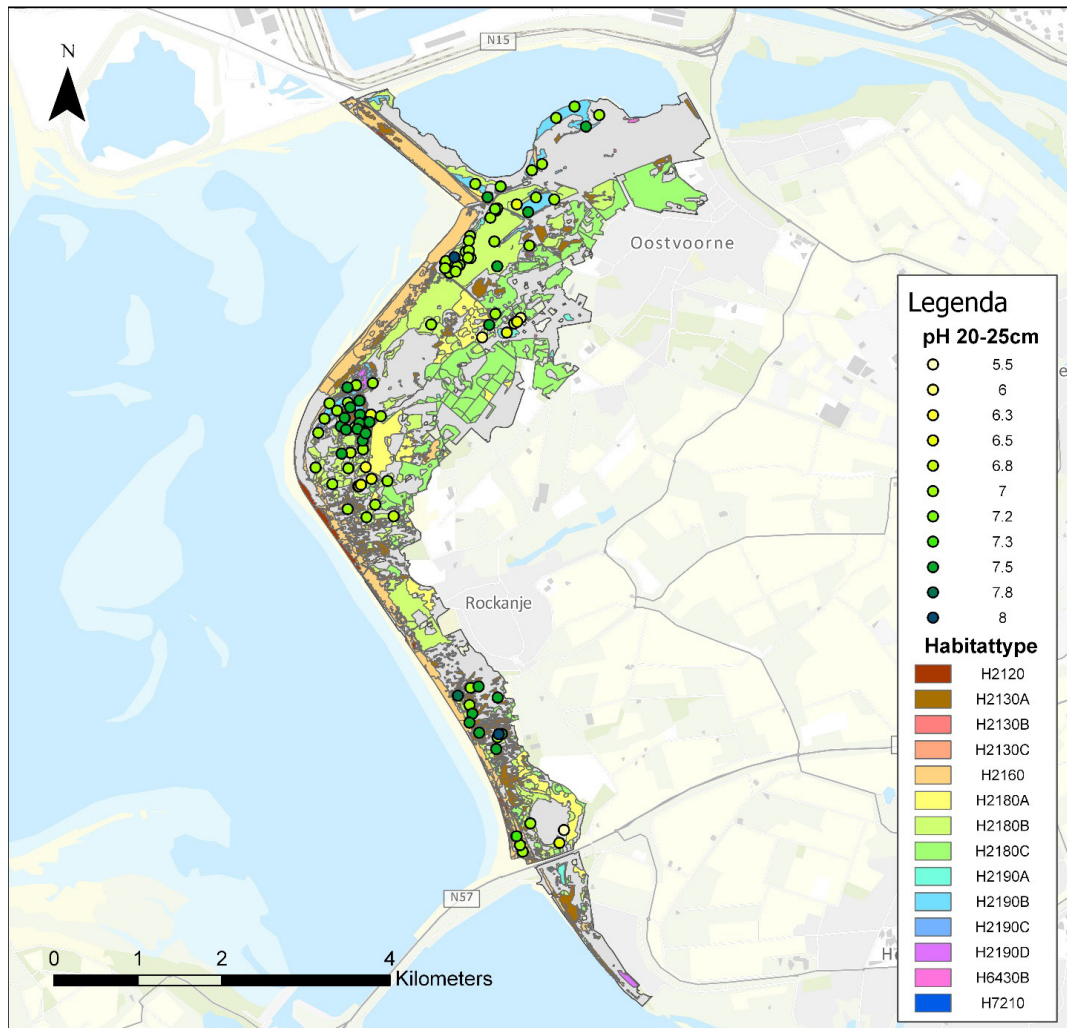 N15
N
Oostvoorne
Legenda
pH 20-25cm
5.5
6
6.3
6.5
6.8
7
7.2
7.3
7.5
7.8
8
Habitattype
H2120
H2130A
H2130B
H2130C
H2160
H2180A
H2180B
H2180C
H2190A
H2190B
H2190C
H2190D
H6430B
H7210
Rockanje
N57
0 2 4
Kilometers